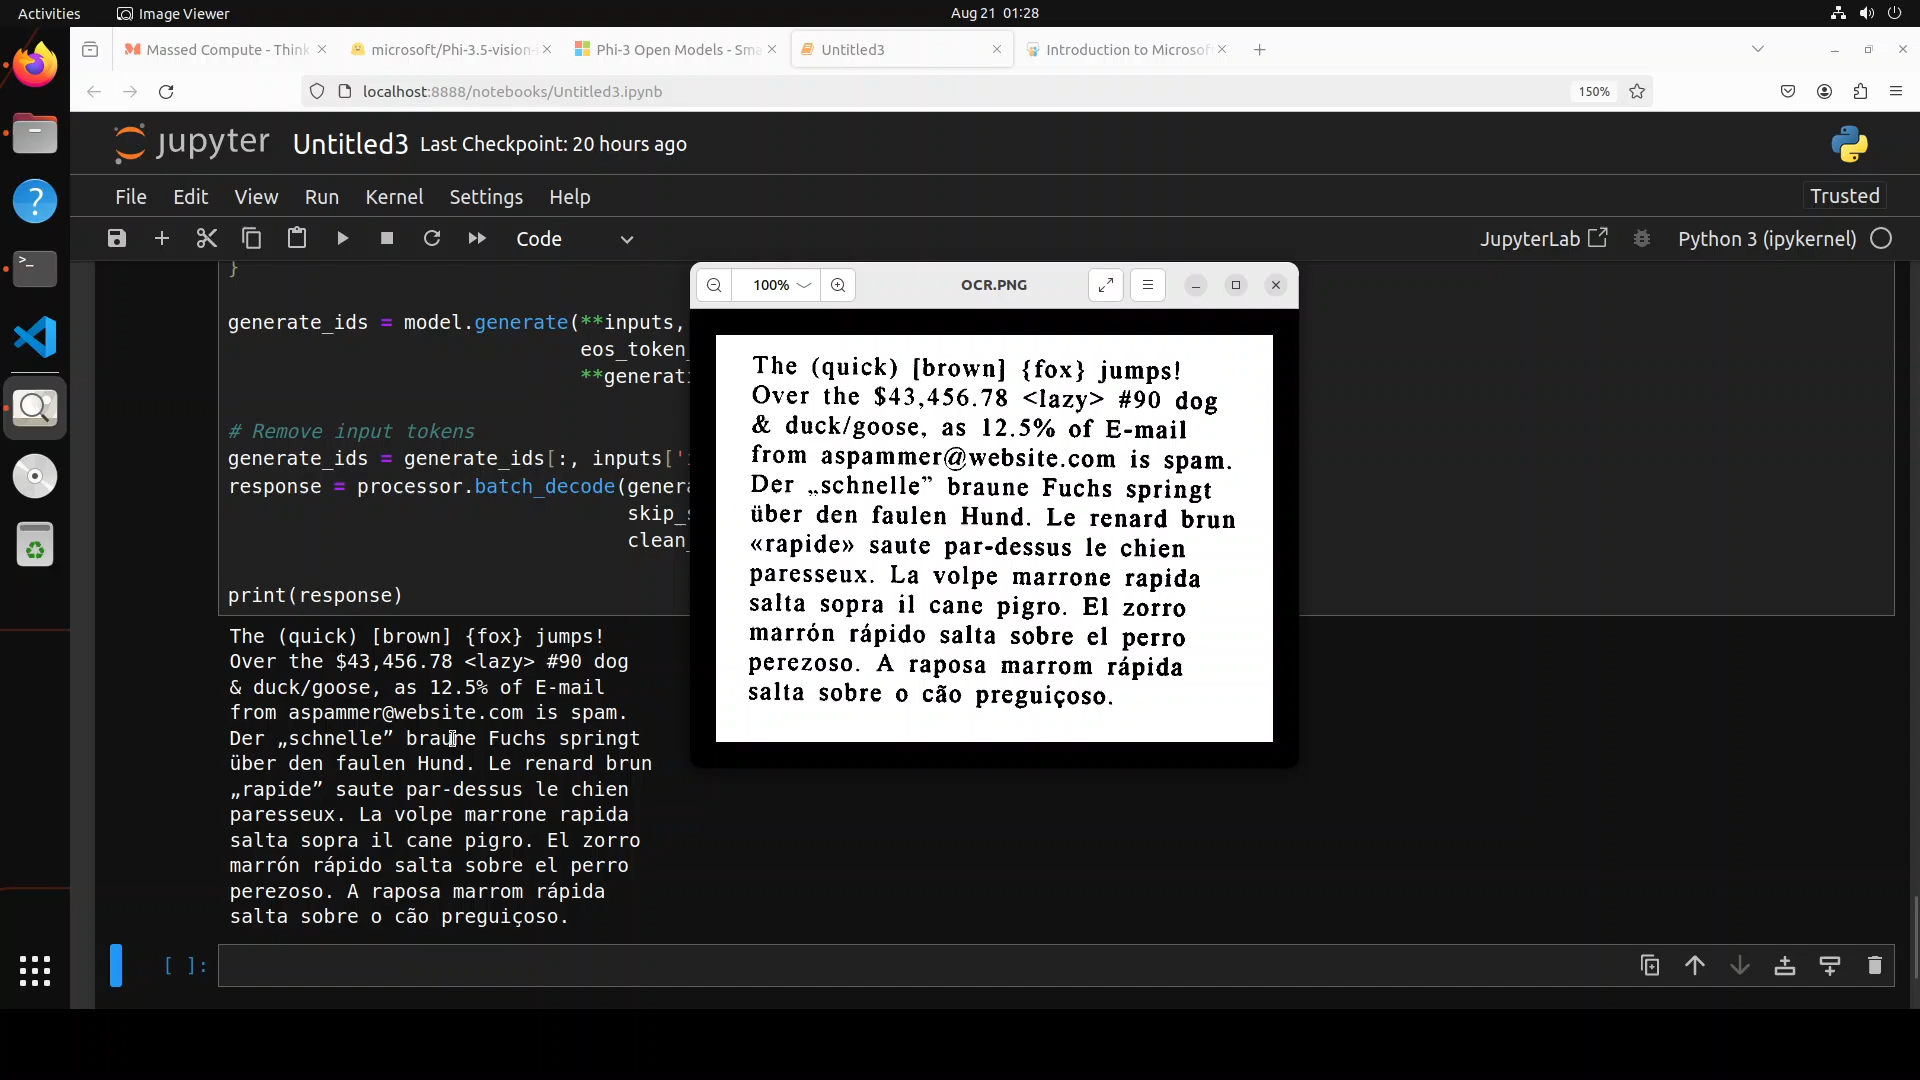 Activities
Image Viewer
Aug 21 01:28
Massed Compute - Think
microsoft/Phi-3.5-vision-
Phi-3 Open Models - Sma
Untitled3
Introduction to Microsof
localhost:8888/notebooks/Untitled3.ipynb
150%
jupyter Untitled3 Last Checkpoint: 20 hours ago
File Edit View Run Kernel Settings Help
Trusted
Code
JupyterLab
Python 3 (ipykernel)
}
generate_ids = model.generate(**inputs,
eos_token_
**generati
# Remove input tokens
generate_ids = generate_ids[:, inputs['
response = processor.batch_decode(genera
skip_s
clean_
print(response)
The (quick) [brown] {fox} jumps!
Over the $43,456.78 <lazy> #90 dog
& duck/goose, as 12.5% of E-mail
from aspammer@website.com is spam.
Der „schnelle” braune Fuchs springt
über den faulen Hund. Le renard brun
„rapide” saute par-dessus le chien
paresseux. La volpe marrone rapida
salta sopra il cane pigro. El zorro
marrón rápido salta sobre el perro
perezoso. A raposa marrom rápida
salta sobre o cão preguiçoso.
[ ]:
100%
OCR.PNG
The (quick) [brown] {fox} jumps!
Over the $43,456.78 <lazy> #90 dog
& duck/goose, as 12.5% of E-mail
from aspammer@website.com is spam.
Der „schnelle” braune Fuchs springt
über den faulen Hund. Le renard brun
«rapide» saute par-dessus le chien
paresseux. La volpe marrone rapida
salta sopra il cane pigro. El zorro
marrón rápido salta sobre el perro
perezoso. A raposa marrom rápida
salta sobre o cão preguiçoso.